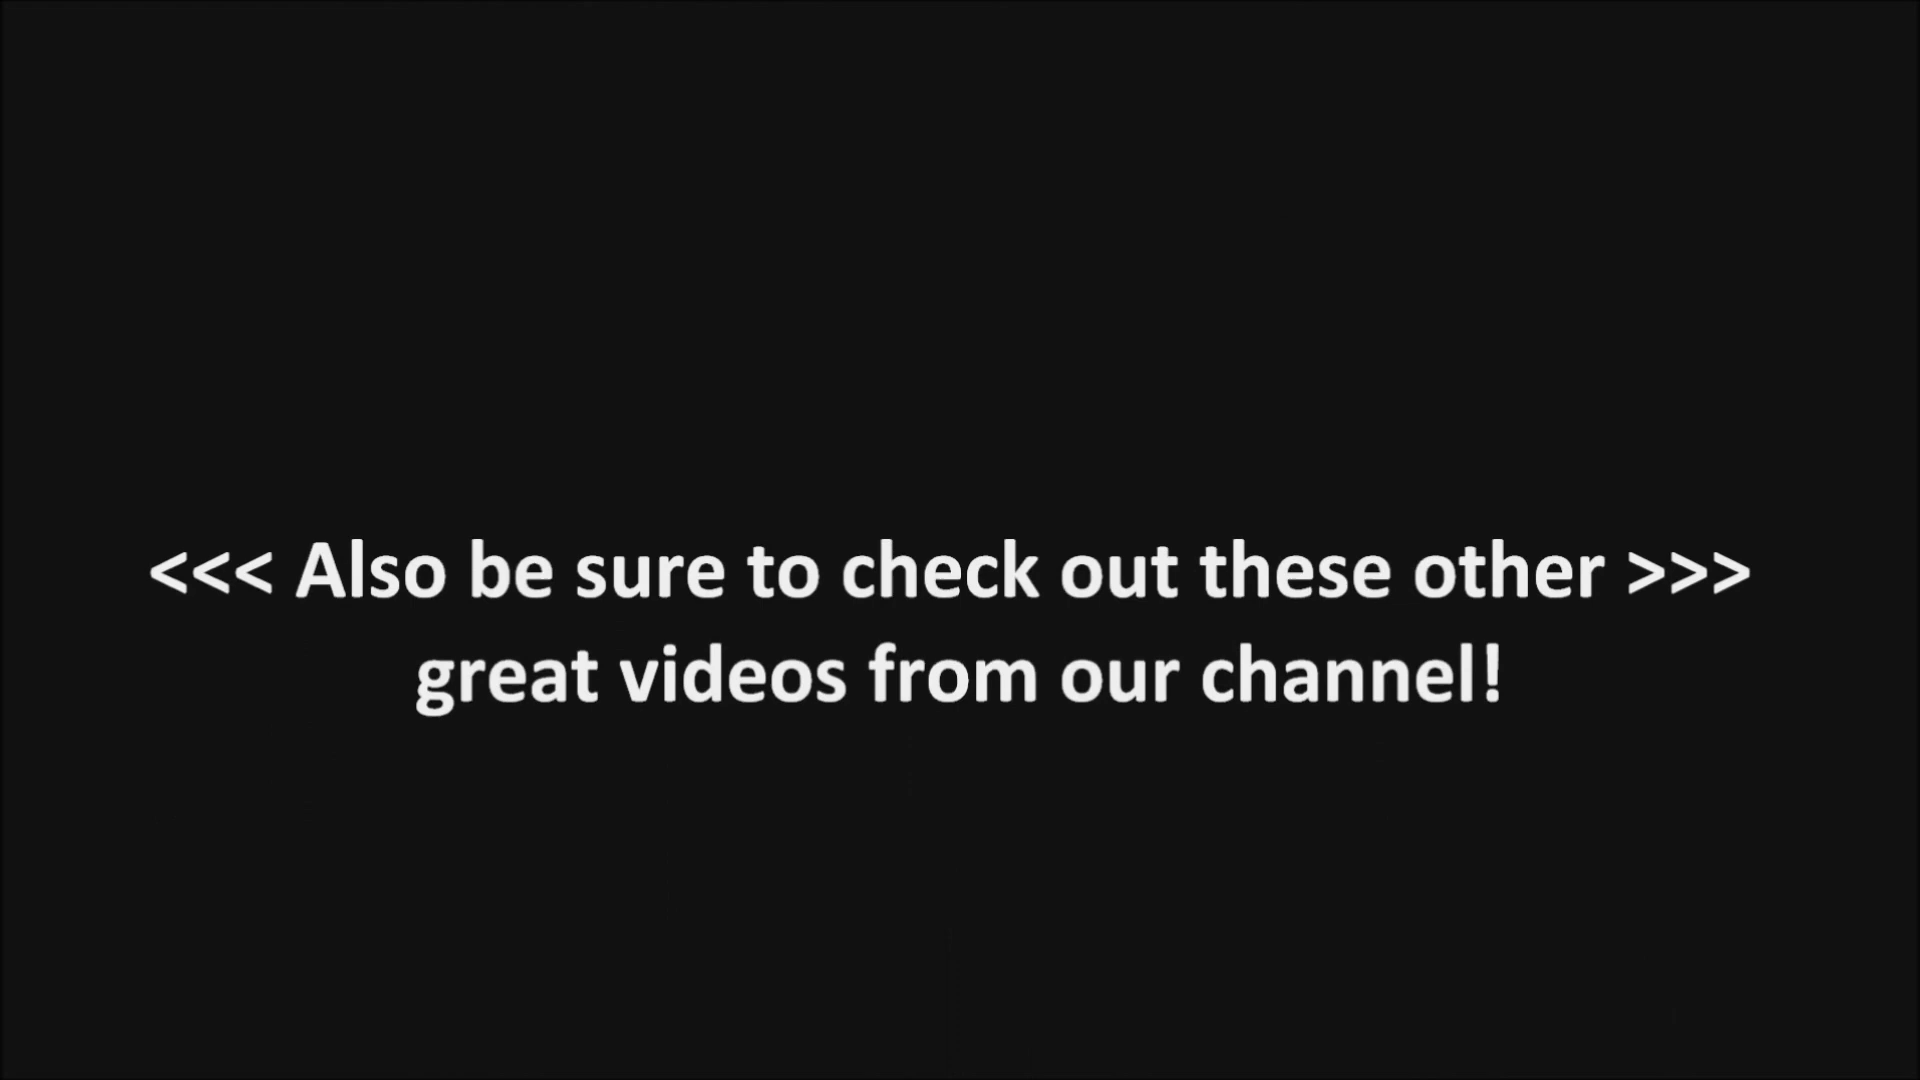 <<< Also be sure to check out these other >>>
great videos from our channel!